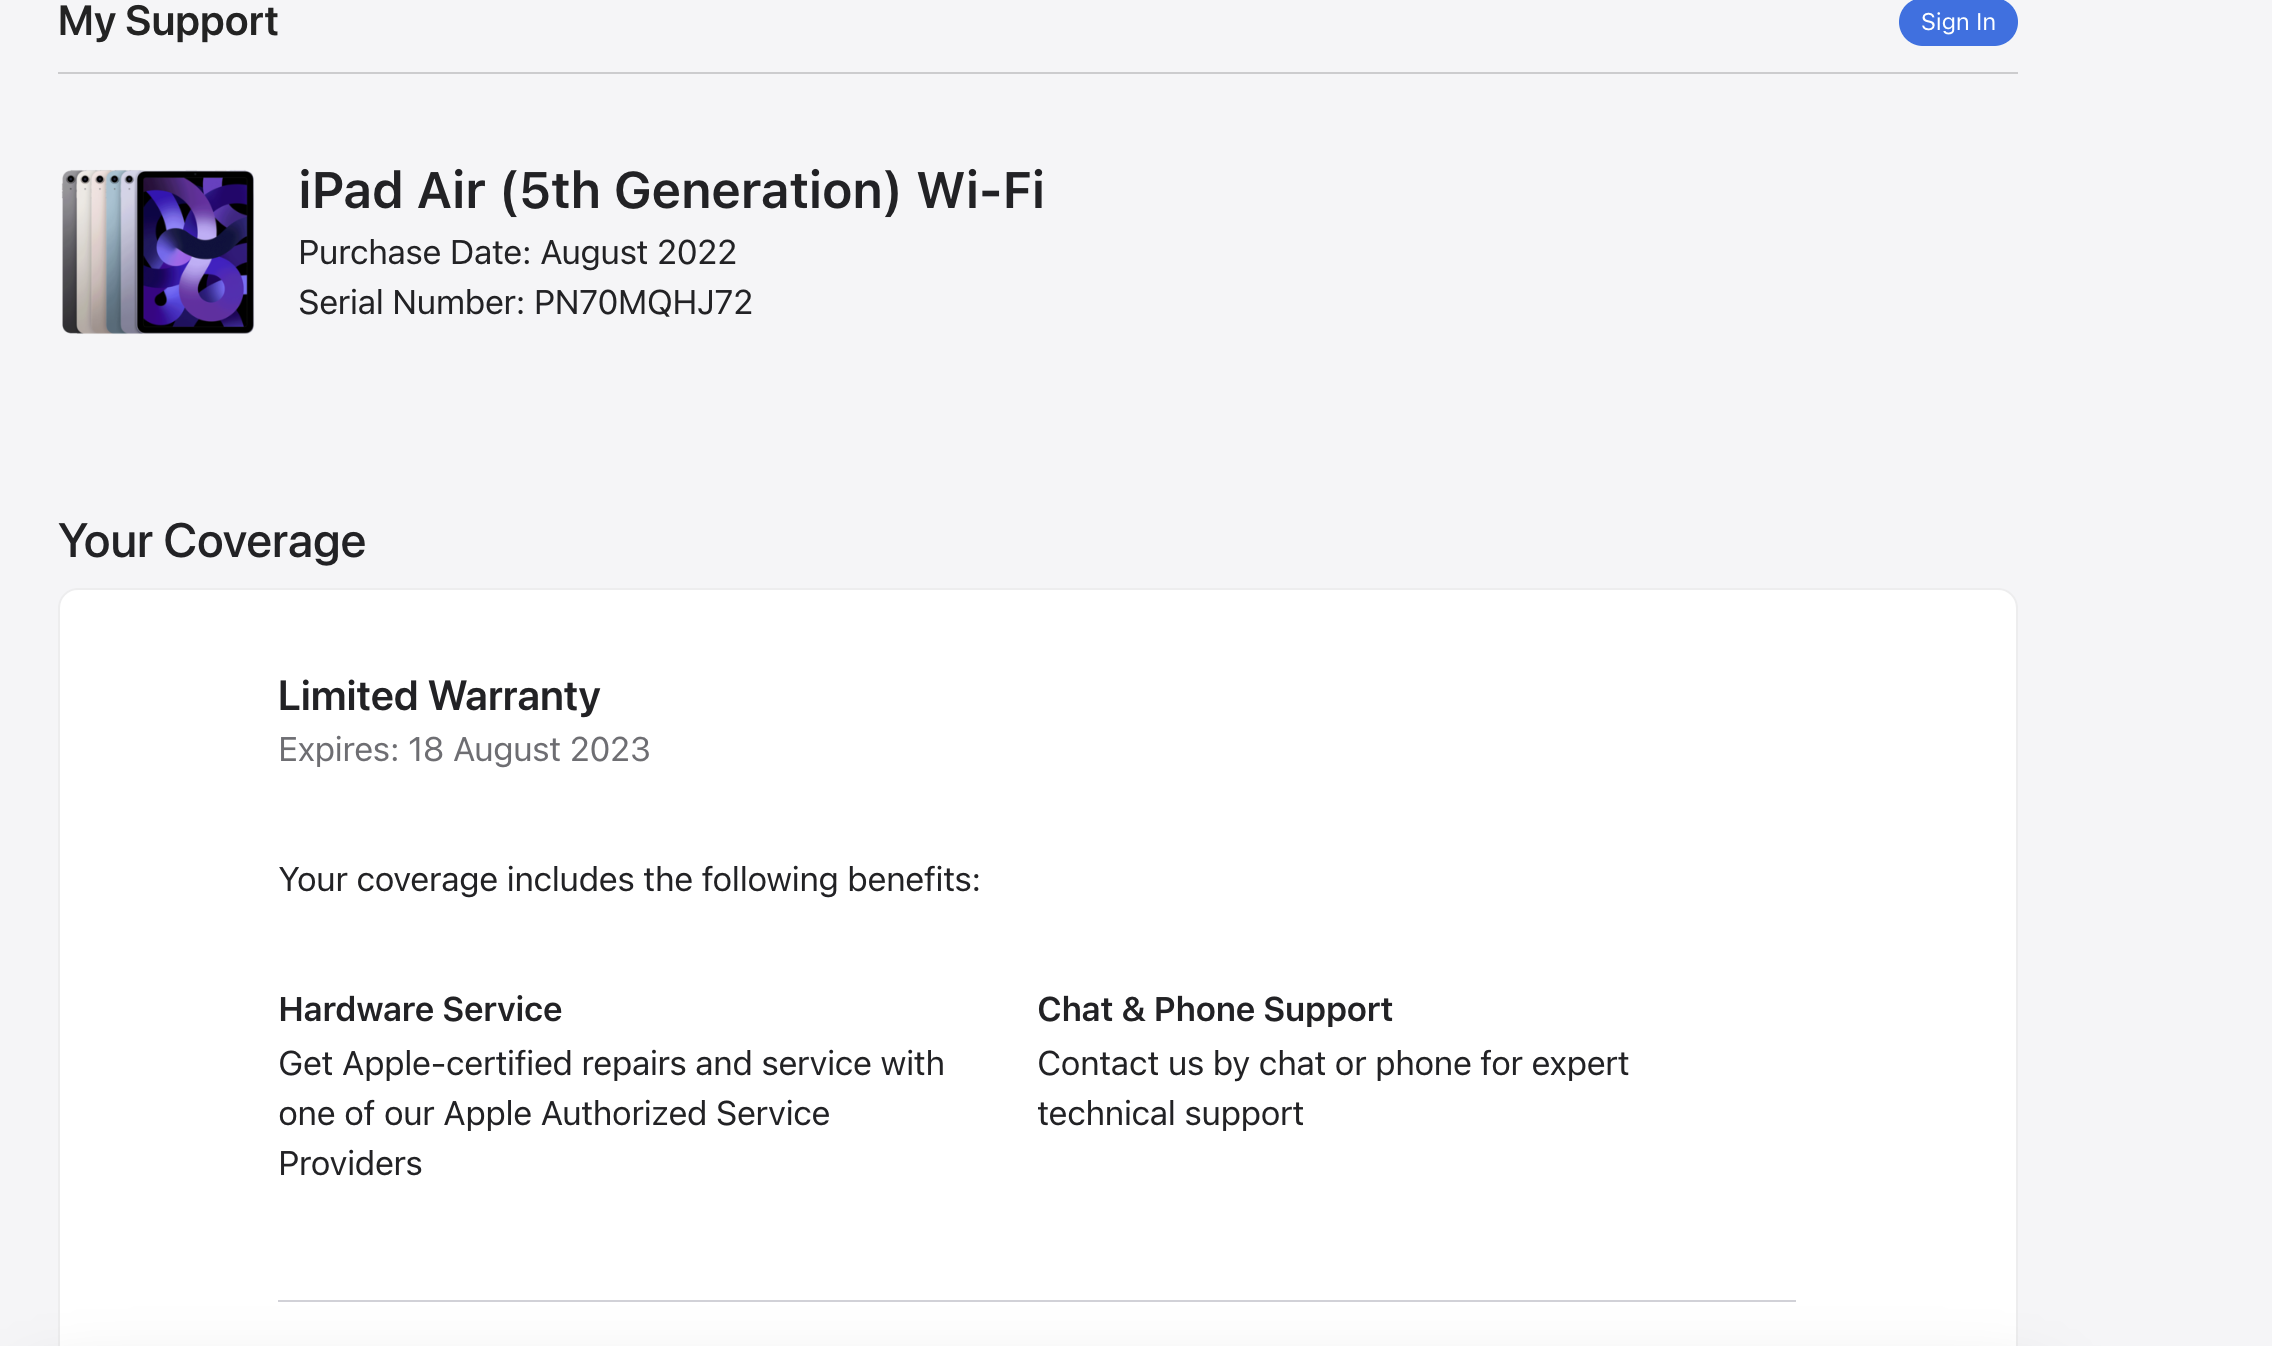 My Support
Sign In
iPad Air (5th Generation) Wi-Fi
Purchase Date: August 2022
Serial Number: PN70MQHJ72
Your Coverage
Limited Warranty
Expires: 18 August 2023
Your coverage includes the following benefits:
Hardware Service
Get Apple-certified repairs and service with
one of our Apple Authorized Service
Providers
Chat & Phone Support
Contact us by chat or phone for expert
technical support